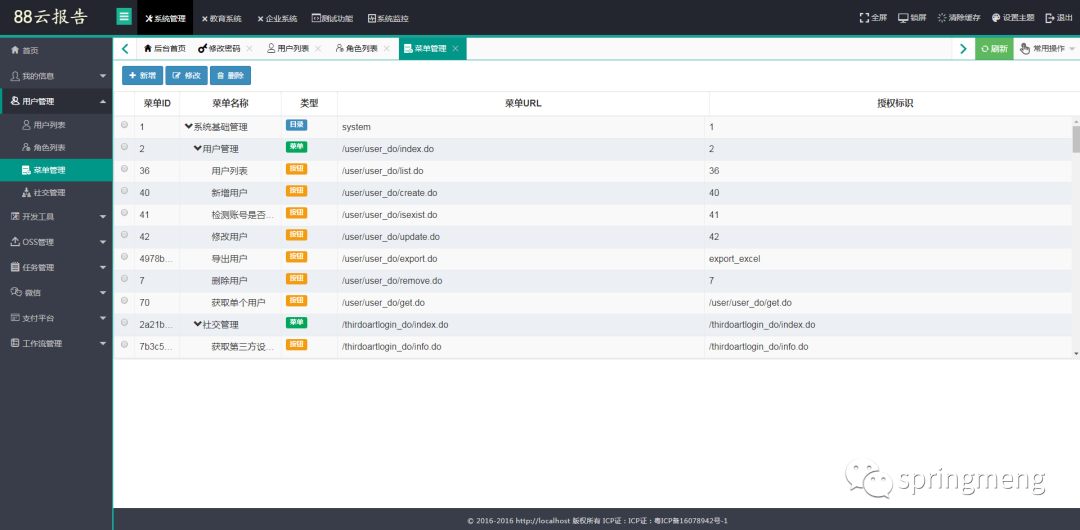 88云报告
系统管理 教育系统 企业系统 测试功能 系统监控
全屏 锁屏 清除缓存 设置主题 退出
首页
我的信息
用户管理
用户列表
角色列表
菜单管理
社交管理
开发工具
OSS管理
任务管理
微信
支付平台
工作流管理
后台首页 修改密码 用户列表 角色列表 菜单管理
刷新 常用操作
新增 修改 删除
菜单ID 菜单名称 类型 菜单URL 授权标识
1 系统基础管理 目录 system 1
2 用户管理 菜单 /user/user_do/index.do 2
36 用户列表 按钮 /user/user_do/list.do 36
40 新增用户 按钮 /user/user_do/create.do 40
41 检测账号是否... 按钮 /user/user_do/isexist.do 41
42 修改用户 按钮 /user/user_do/update.do 42
4978b... 导出用户 按钮 /user/user_do/export.do export_excel
7 删除用户 按钮 /user/user_do/remove.do 7
70 获取单个用户 按钮 /user/user_do/get.do /user/user_do/get.do
2a21b... 社交管理 菜单 /thirdoartlogin_do/index.do /thirdoartlogin_do/index.do
7b3c5... 获取第三方设... 按钮 /thirdoartlogin_do/info.do /thirdoartlogin_do/info.do
springmeng
© 2016-2016 http://localhost 版权所有 ICP证：ICP证：粤ICP备16078942号-1